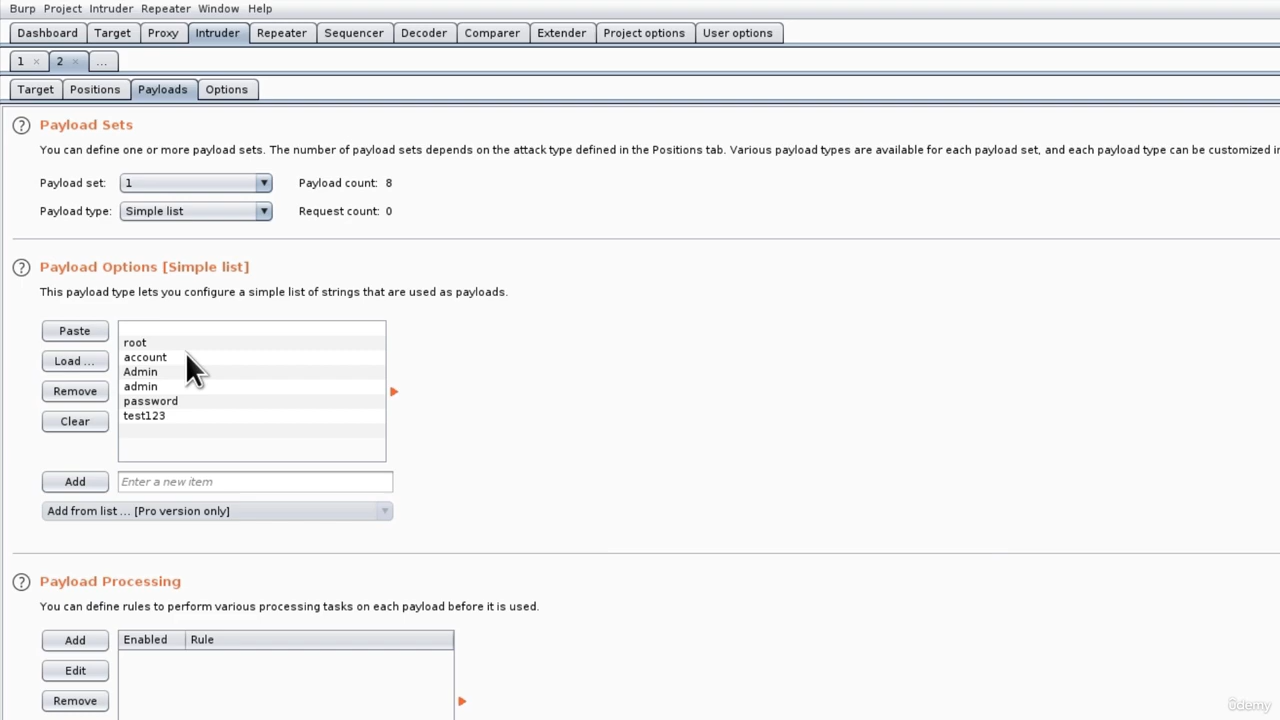 Burp Project Intruder Repeater Window Help
Dashboard Target Proxy Intruder Repeater Sequencer Decoder Comparer Extender Project options User options
1 × 2 × ...
Target Positions Payloads Options
? Payload Sets
You can define one or more payload sets. The number of payload sets depends on the attack type defined in the Positions tab. Various payload types are available for each payload set, and each payload type can be customized in
Payload set: 1 Payload count: 8
Payload type: Simple list Request count: 0
? Payload Options [Simple list]
This payload type lets you configure a simple list of strings that are used as payloads.
Paste
root
account
Load ...
Admin
admin
Remove
password
test123
Clear
Add Enter a new item
Add from list ... [Pro version only]
? Payload Processing
You can define rules to perform various processing tasks on each payload before it is used.
Add Enabled Rule
Edit
Remove
ûdemy